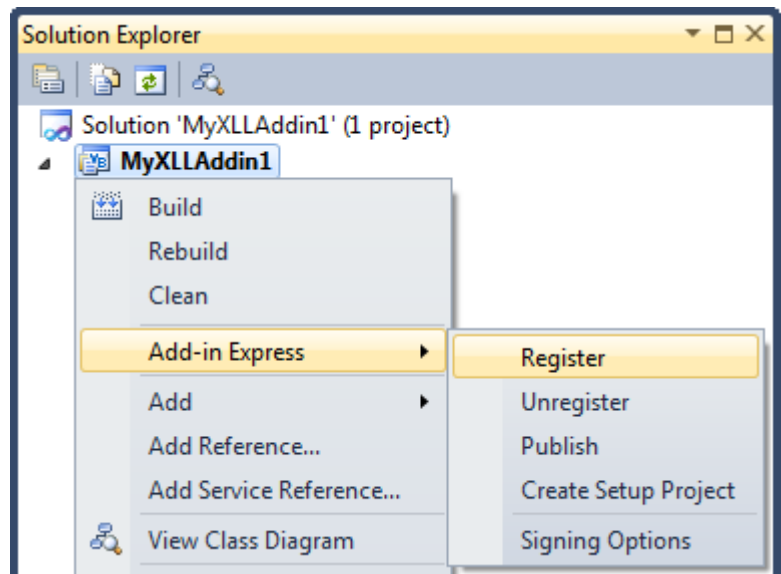 Solution Explorer
Solution 'MyXLLAddin1' (1 project)
VB MyXLLAddin1
Build
Rebuild
Clean
Add-in Express
Register
Add
Unregister
Add Reference...
Publish
Add Service Reference...
Create Setup Project
View Class Diagram
Signing Options